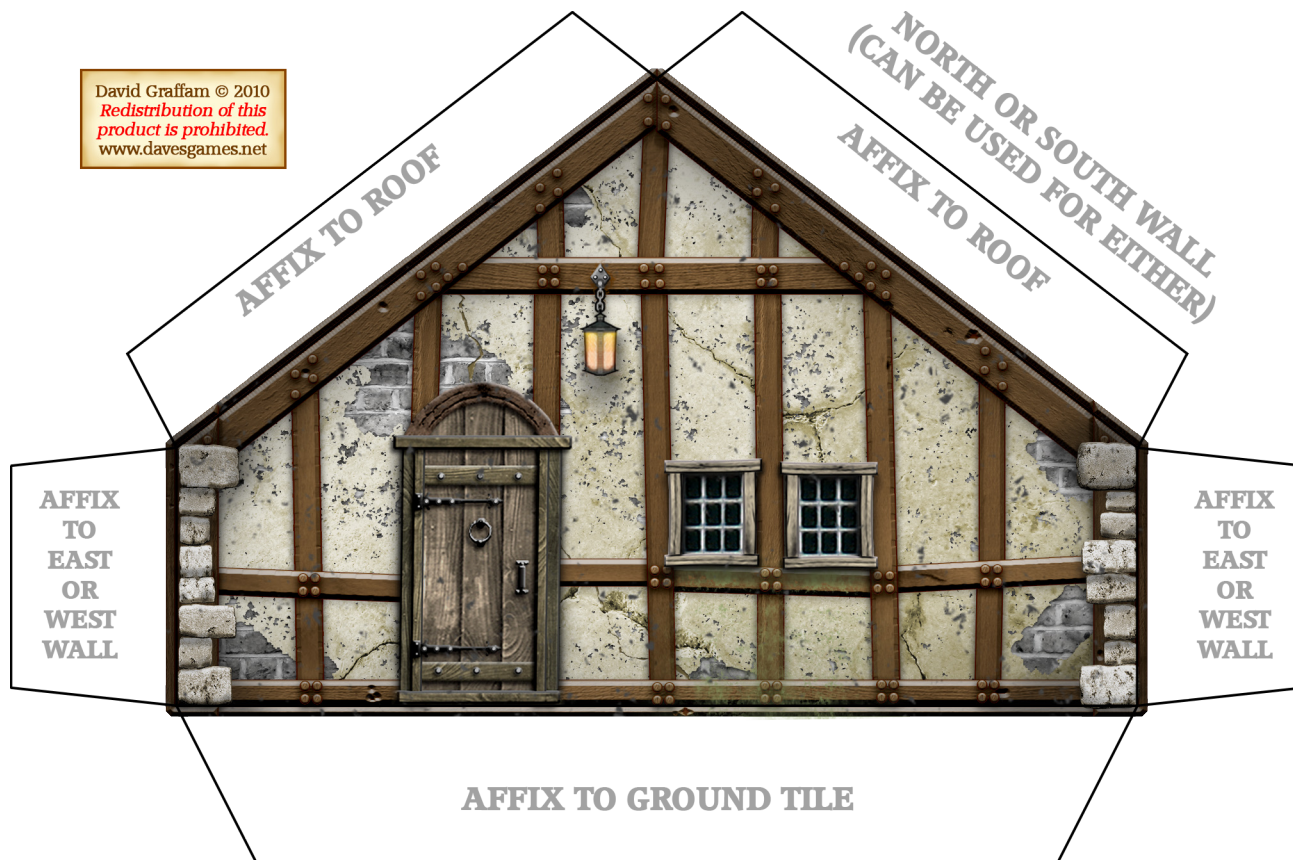 David Graffam © 2010
Redistribution of this
product is prohibited.
www.davesgames.net
NORTH OR SOUTH WALL
(CAN BE USED FOR EITHER)
AFFIX TO ROOF
AFFIX TO ROOF
AFFIX
TO
EAST
OR
WEST
WALL
AFFIX
TO
EAST
OR
WEST
WALL
AFFIX TO GROUND TILE